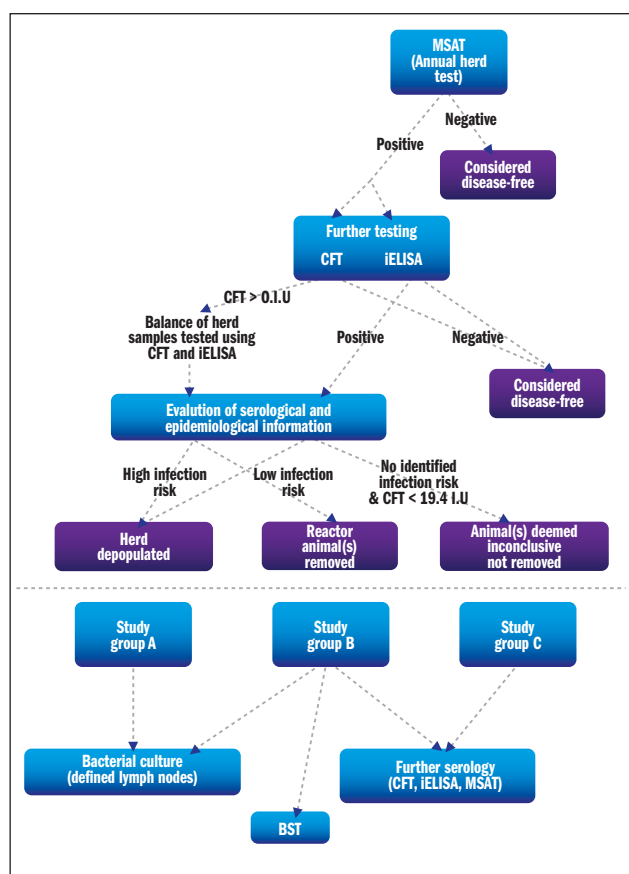 MSAT
(Annual herd
test)
Negative
Positive
Considered
disease-free
Further testing
CFT iELISA
CFT > 0.I.U
Balance of herd
samples tested using
CFT and iELISA
Positive
Negative
Considered
disease-free
Evalution of serological and
epidemiological information
High infection
risk
Low infection
risk
No identified
infection risk
& CFT < 19.4 I.U
Herd
depopulated
Reactor
animal(s)
removed
Animal(s) deemed
inconclusive
not removed
Study
group A
Study
group B
Study
group C
Bacterial culture
(defined lymph nodes)
Further serology
(CFT, iELISA, MSAT)
BST